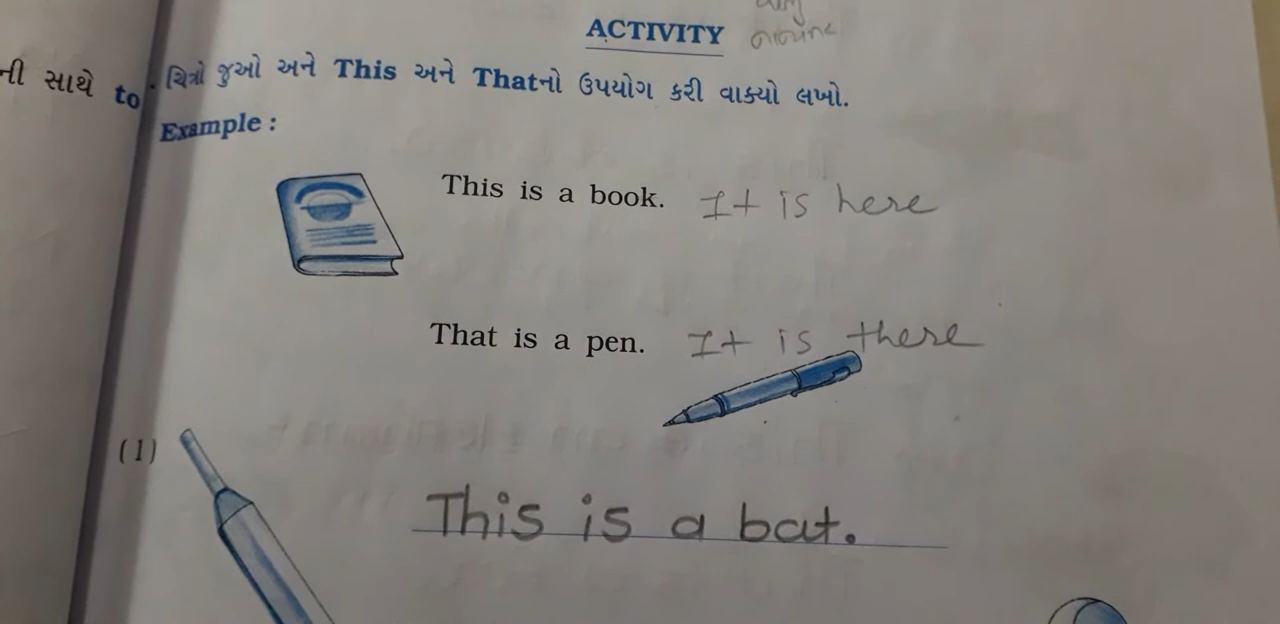 ACTIVITY
ની સાથે to
ચિત્રો જુઓ અને This અને Thatનો ઉપયોગ કરી વાક્યો લખો.
Example :
This is a book. It is here
That is a pen. It is there
(1)
This is a bat.